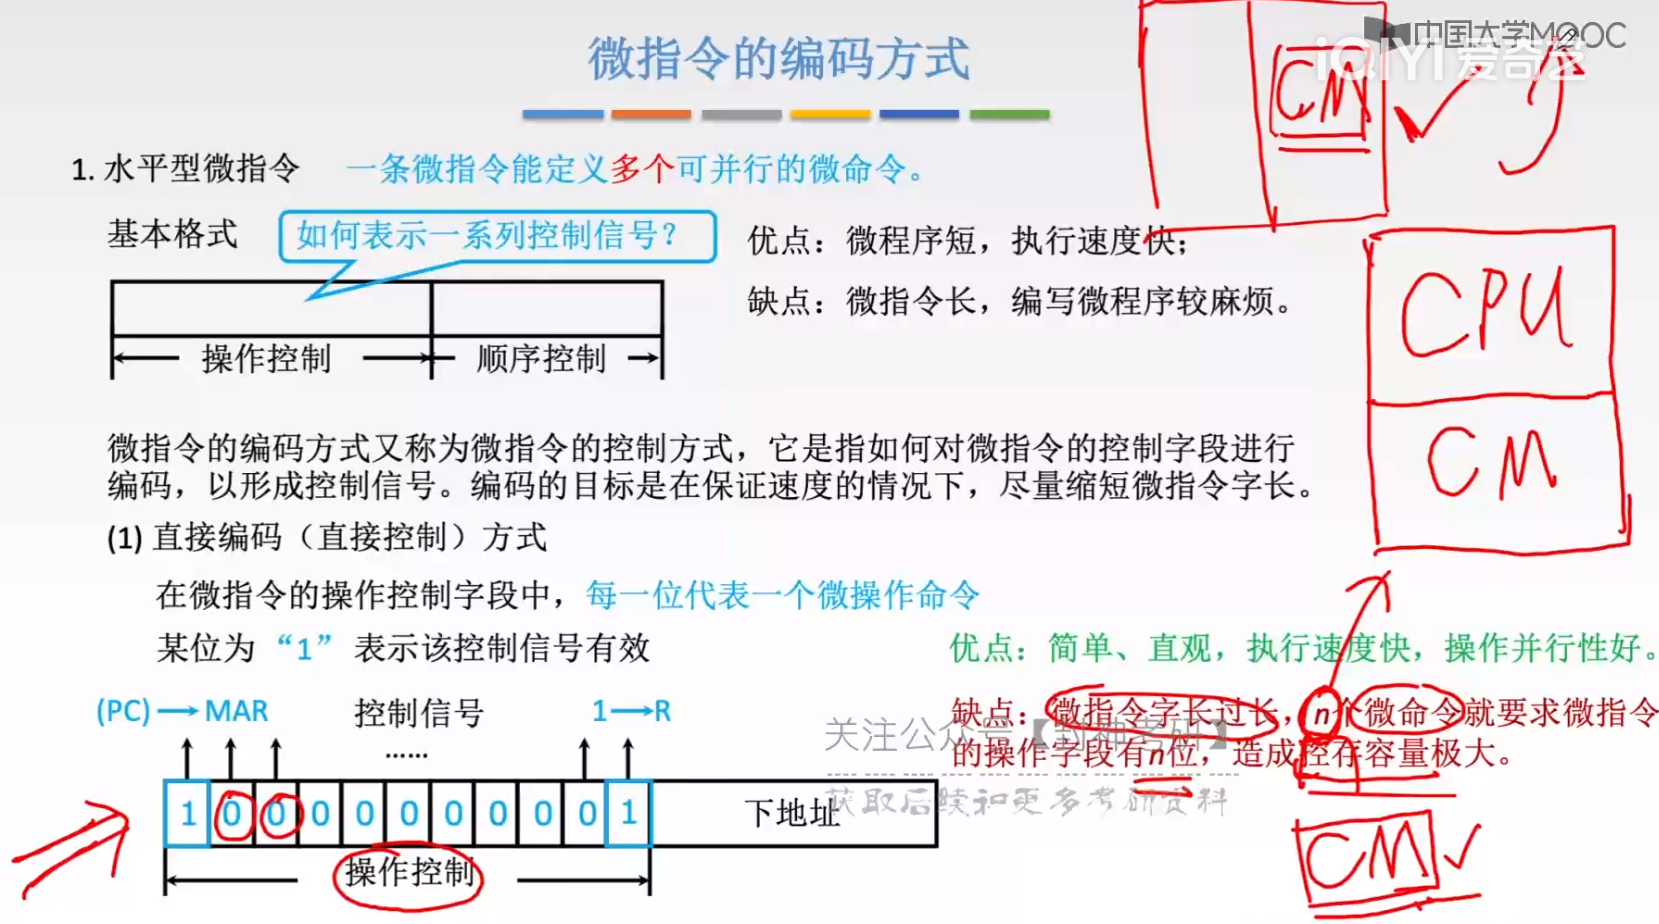 中国大学MOOC
iQIYI 爱奇艺
微指令的编码方式
CM
1. 水平型微指令 一条微指令能定义多个可并行的微命令。
基本格式 如何表示一系列控制信号？
优点：微程序短，执行速度快；
缺点：微指令长，编写微程序较麻烦。
操作控制 顺序控制
CPU
CM
微指令的编码方式又称为微指令的控制方式，它是指如何对微指令的控制字段进行
编码，以形成控制信号。编码的目标是在保证速度的情况下，尽量缩短微指令字长。
(1) 直接编码（直接控制）方式
在微指令的操作控制字段中，每一位代表一个微操作命令
某位为“1”表示该控制信号有效
优点：简单、直观，执行速度快，操作并行性好。
缺点：微指令字长过长，n个微命令就要求微指令
的操作字段有n位，造成控存容量极大。
关注公众号【封神考研】
获取后续和更多考研资料
(PC)→MAR 控制信号 1→R
……
1 0 0 0 0 0 0 0 0 0 1 下地址
操作控制
CM